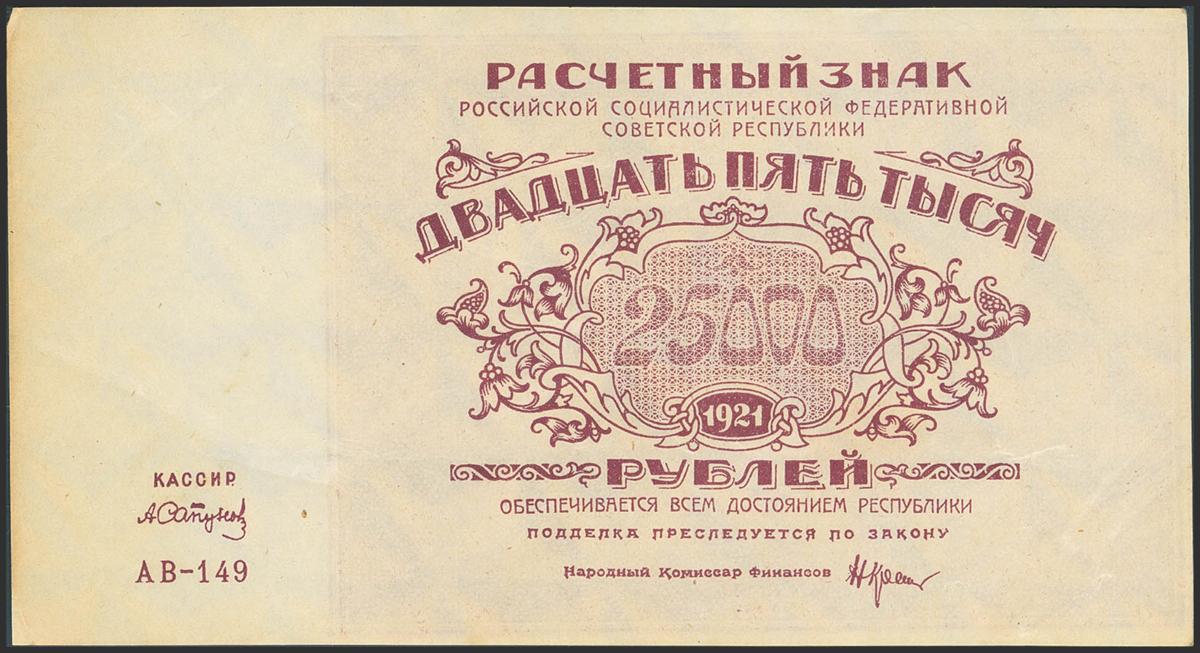 РАСЧЕТНЫЙ ЗНАК
РОССИЙСКОЙ СОЦИАЛИСТИЧЕСКОЙ ФЕДЕРАТИВНОЙ
СОВЕТСКОЙ РЕСПУБЛИКИ
ДВАДЦАТЬ ПЯТЬ ТЫСЯЧ
25000
1921
РУБЛЕЙ
ОБЕСПЕЧИВАЕТСЯ ВСЕМ ДОСТОЯНИЕМ РЕСПУБЛИКИ
ПОДДЕЛКА ПРЕСЛЕДУЕТСЯ ПО ЗАКОНУ
Народный Комиссар Финансов
КАССИР
АВ-149